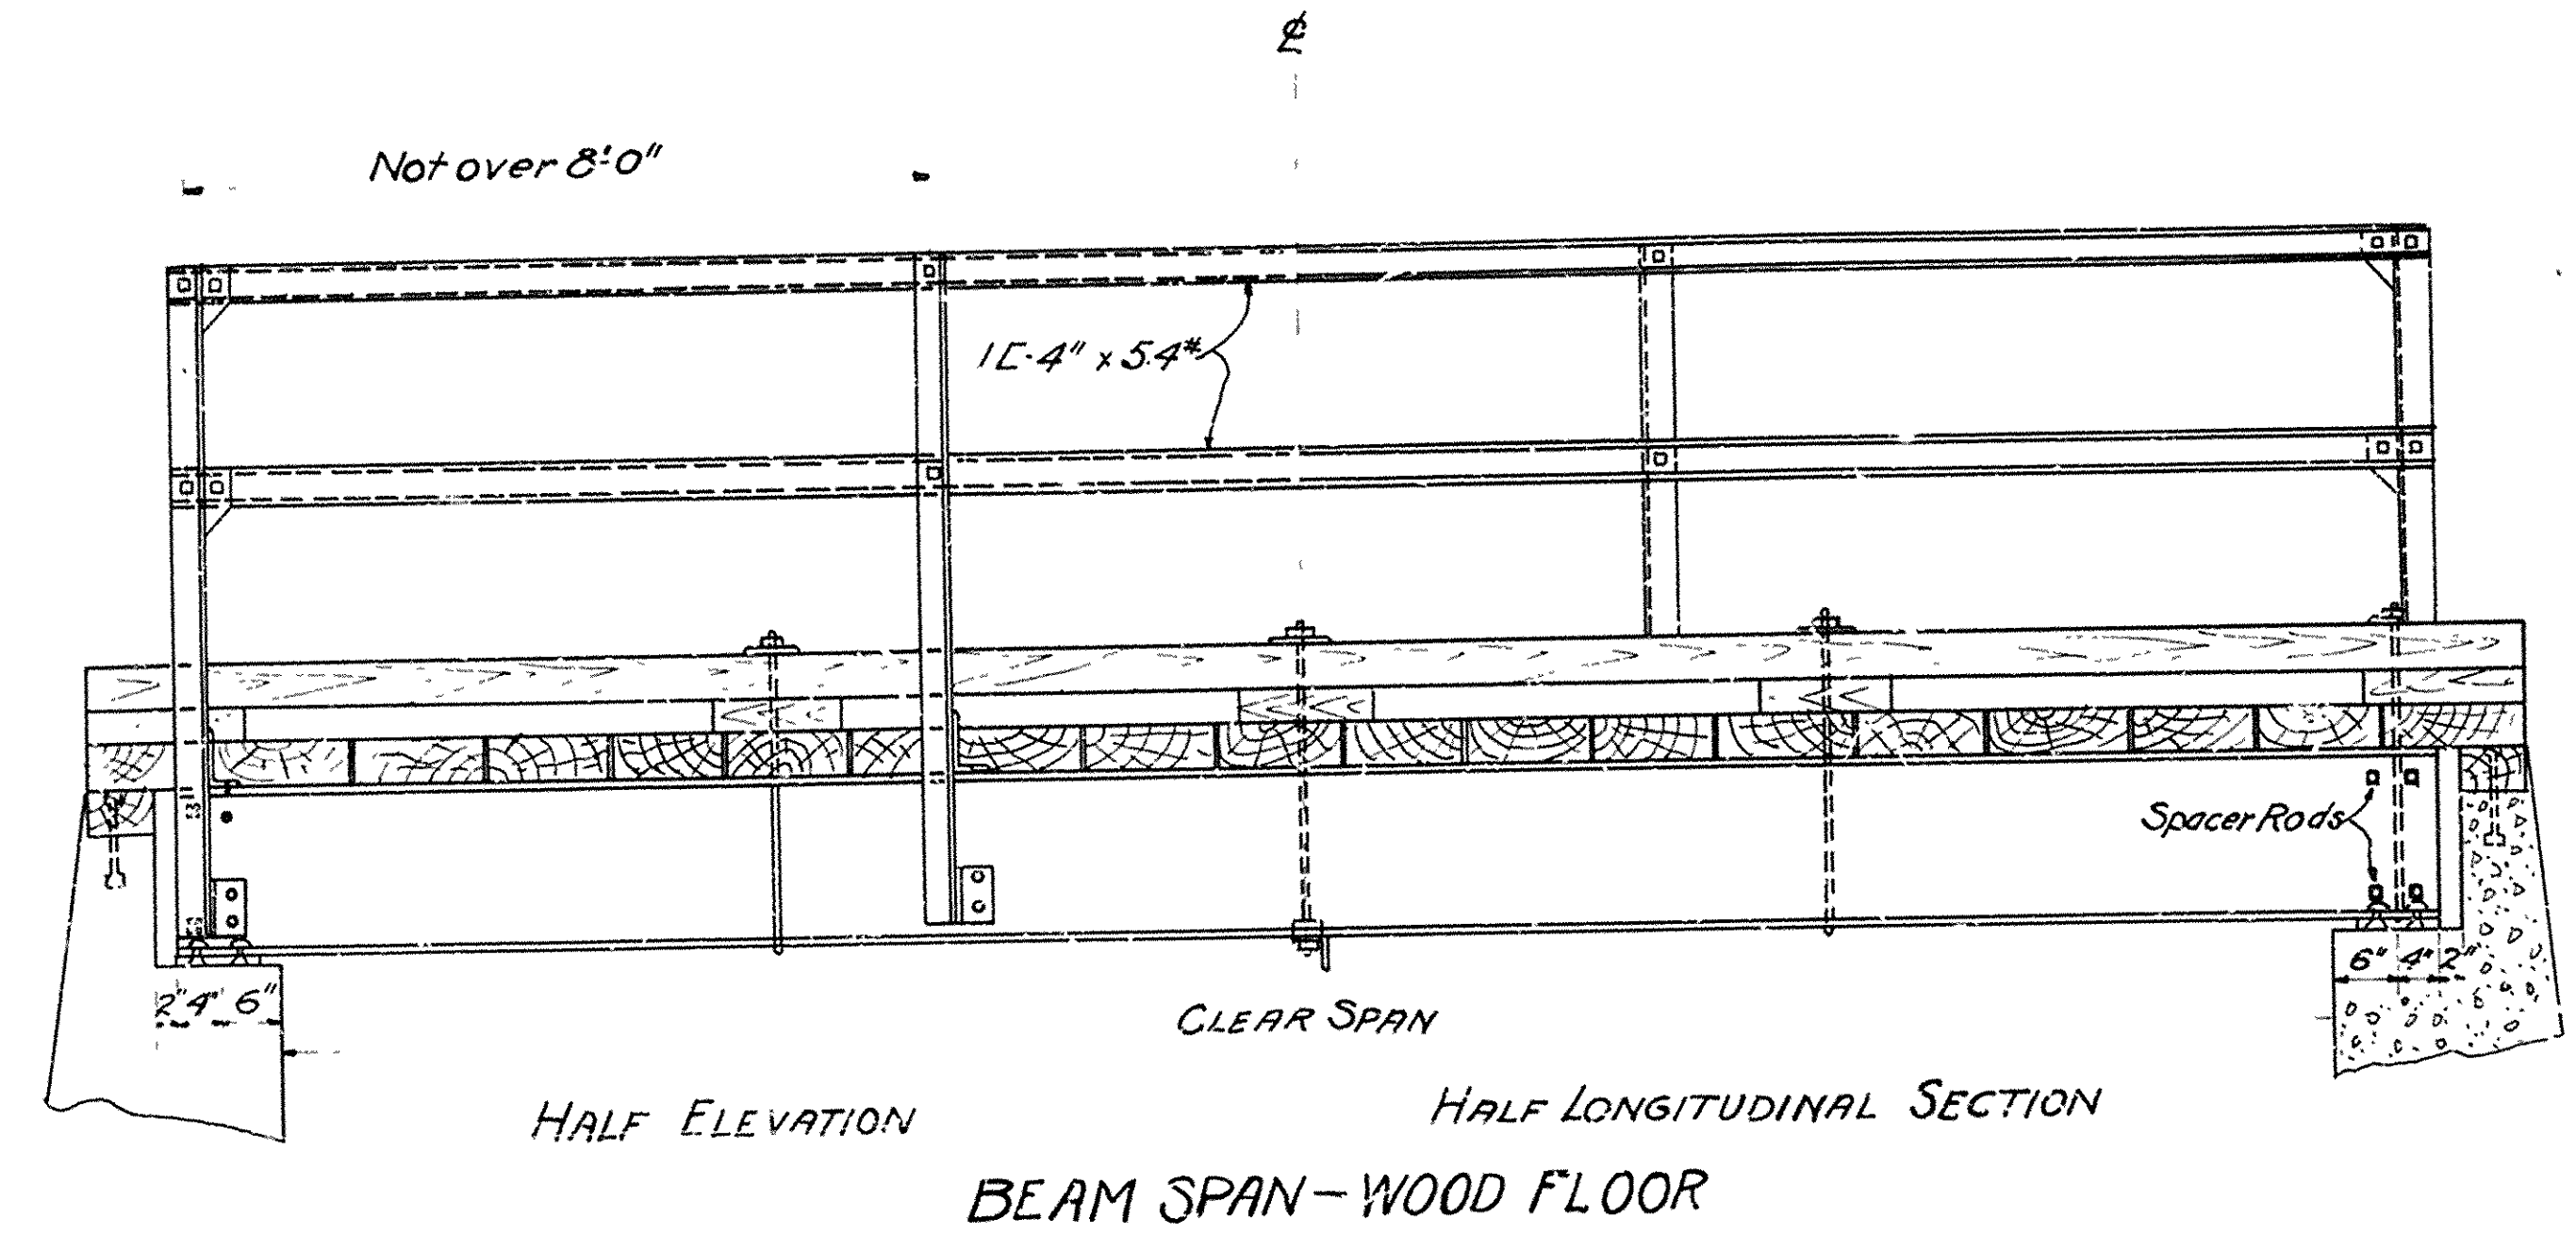 ℄
Not over 8'-0"
1 [-4" x 5.4#
Spacer Rods
6" 4" 2"
2" 4" 6"
CLEAR SPAN
HALF ELEVATION
HALF LONGITUDINAL SECTION
BEAM SPAN - WOOD FLOOR